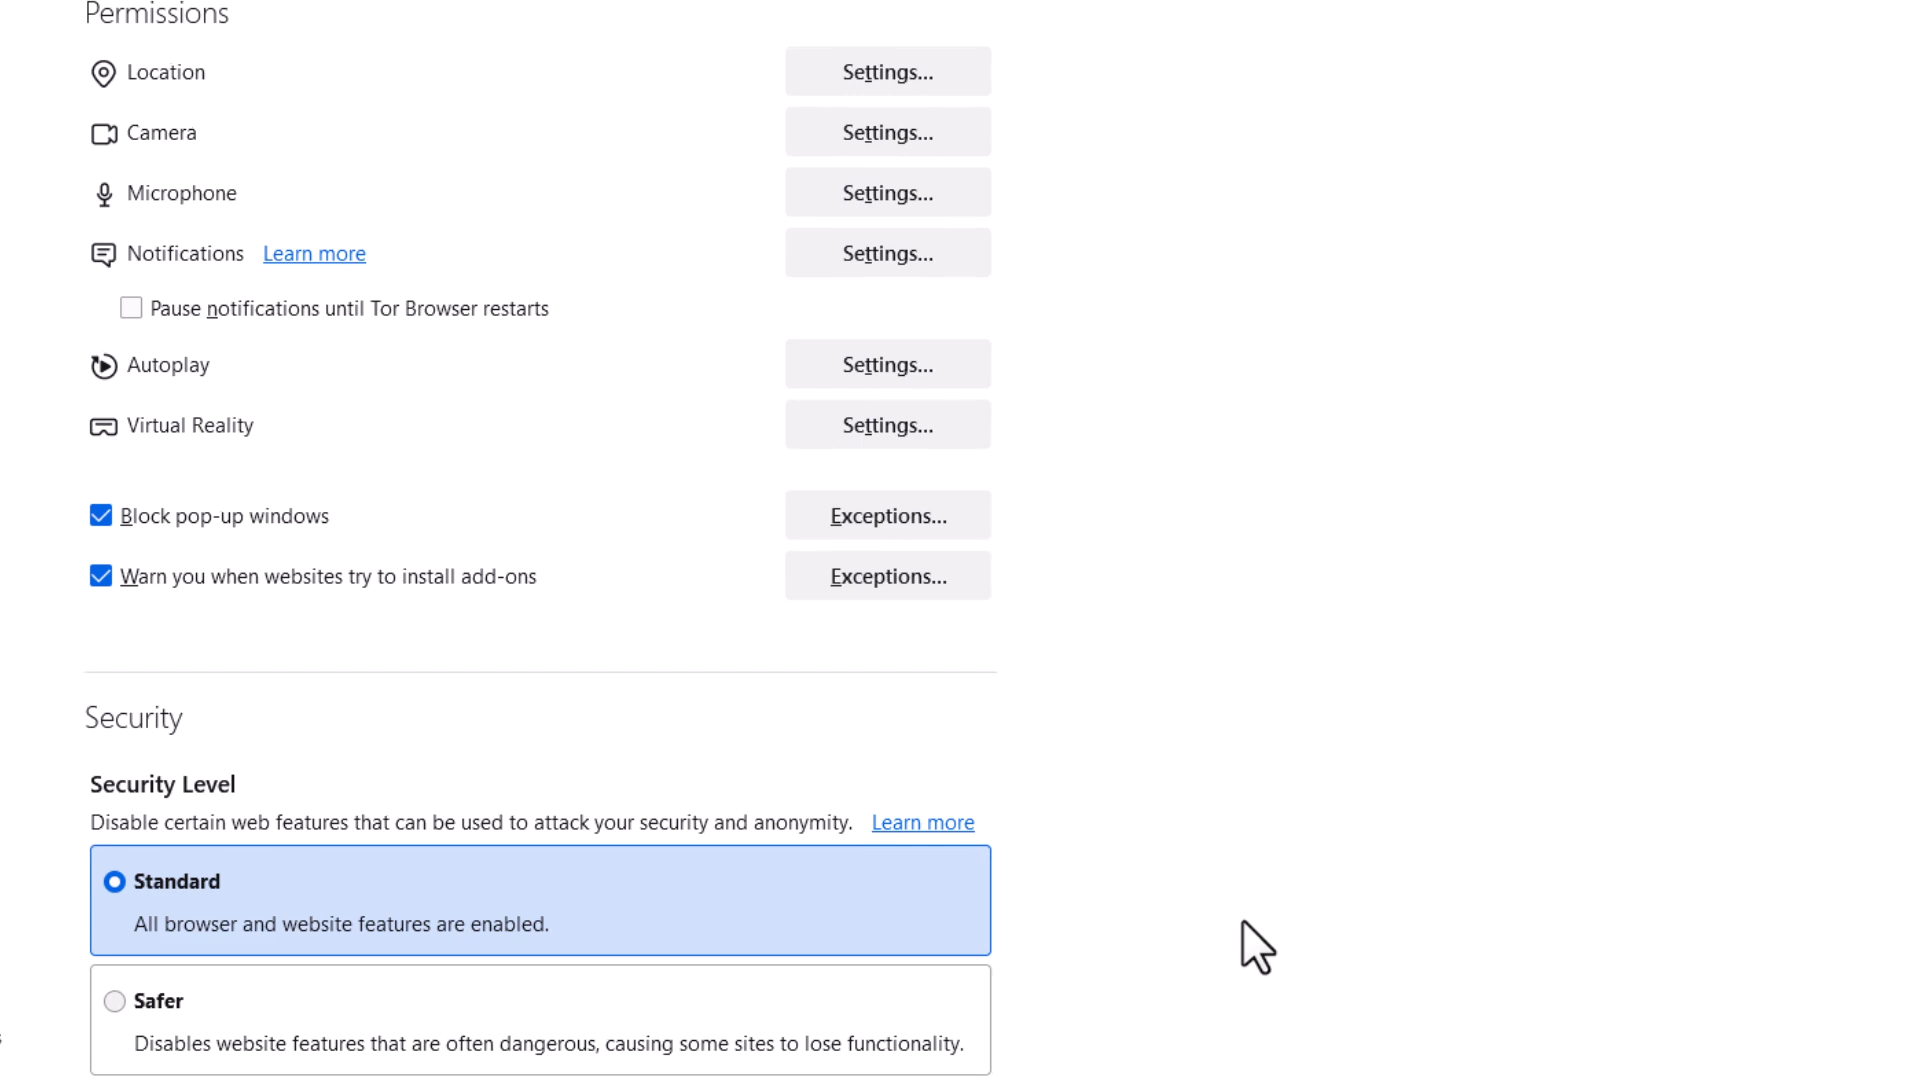 Permissions
Location Settings...
Camera Settings...
Microphone Settings...
Notifications Learn more Settings...
Pause notifications until Tor Browser restarts
Autoplay Settings...
Virtual Reality Settings...
Block pop-up windows Exceptions...
Warn you when websites try to install add-ons Exceptions...
Security
Security Level
Disable certain web features that can be used to attack your security and anonymity. Learn more
Standard
All browser and website features are enabled.
Safer
Disables website features that are often dangerous, causing some sites to lose functionality.